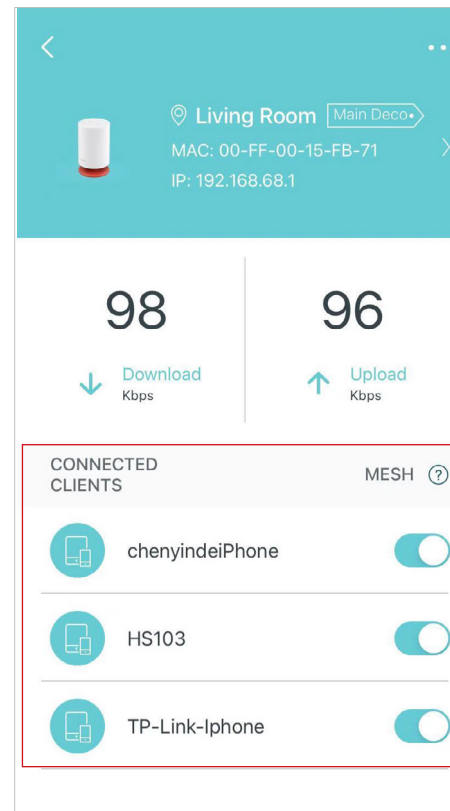 Living Room Main Deco
MAC: 00-FF-00-15-FB-71
IP: 192.168.68.1
98 96
Download Upload
Kbps Kbps
CONNECTED
CLIENTS
MESH ?
chenyindeiPhone
HS103
TP-Link-Iphone